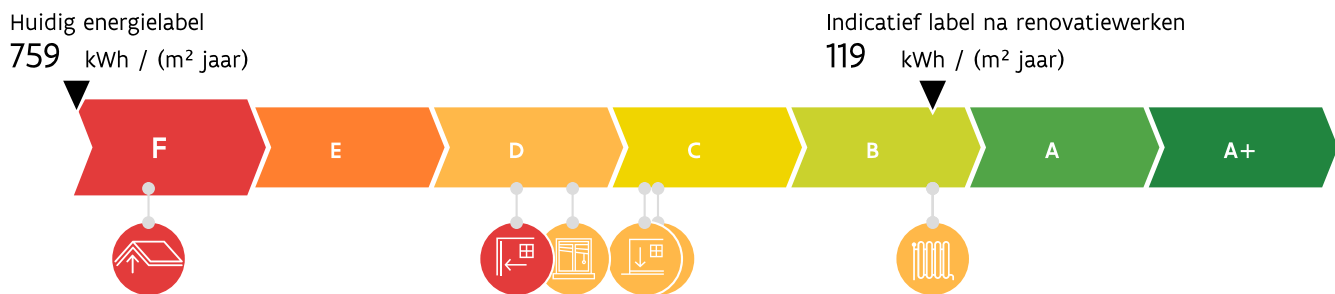 Huidig energielabel
759 kWh / (m² jaar)
Indicatief label na renovatiewerken
119 kWh / (m² jaar)
F E D C B A A+